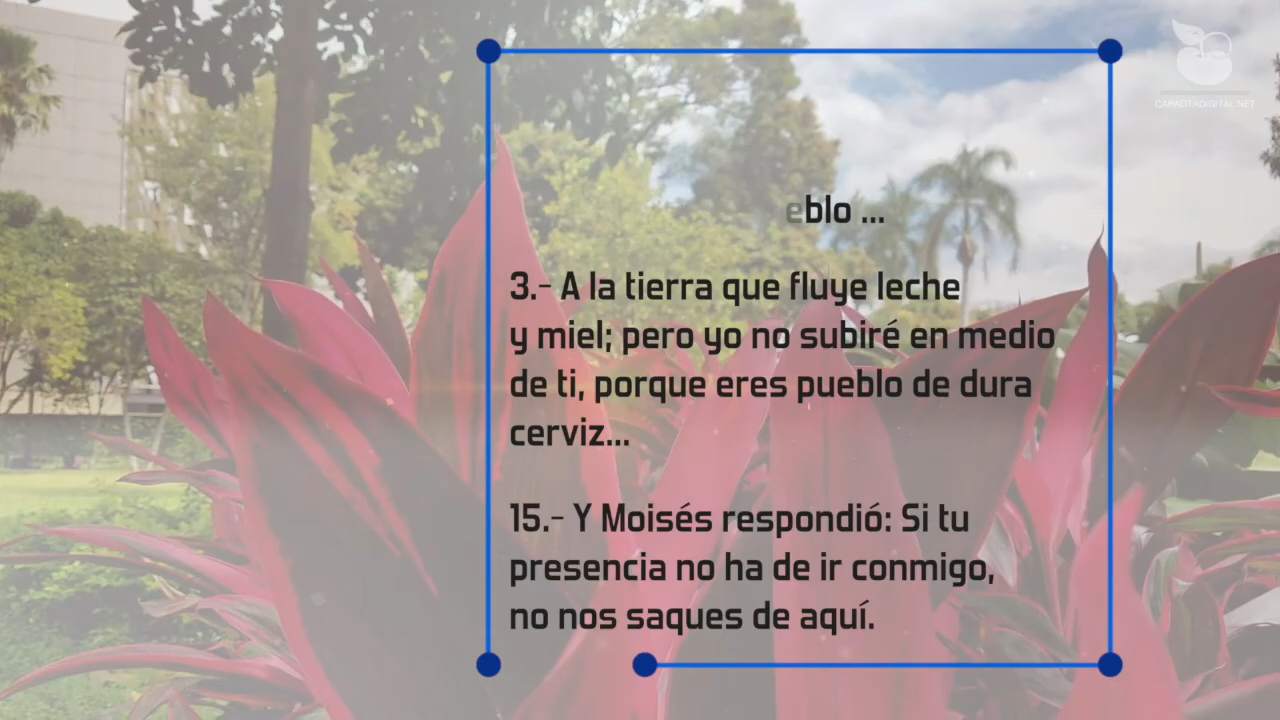 CARAOTADIGITAL.NET
eblo ...
3.- A la tierra que fluye leche
y miel; pero yo no subiré en medio
de ti, porque eres pueblo de dura
cerviz...
15.- Y Moisés respondió: Si tu
presencia no ha de ir conmigo,
no nos saques de aquí.